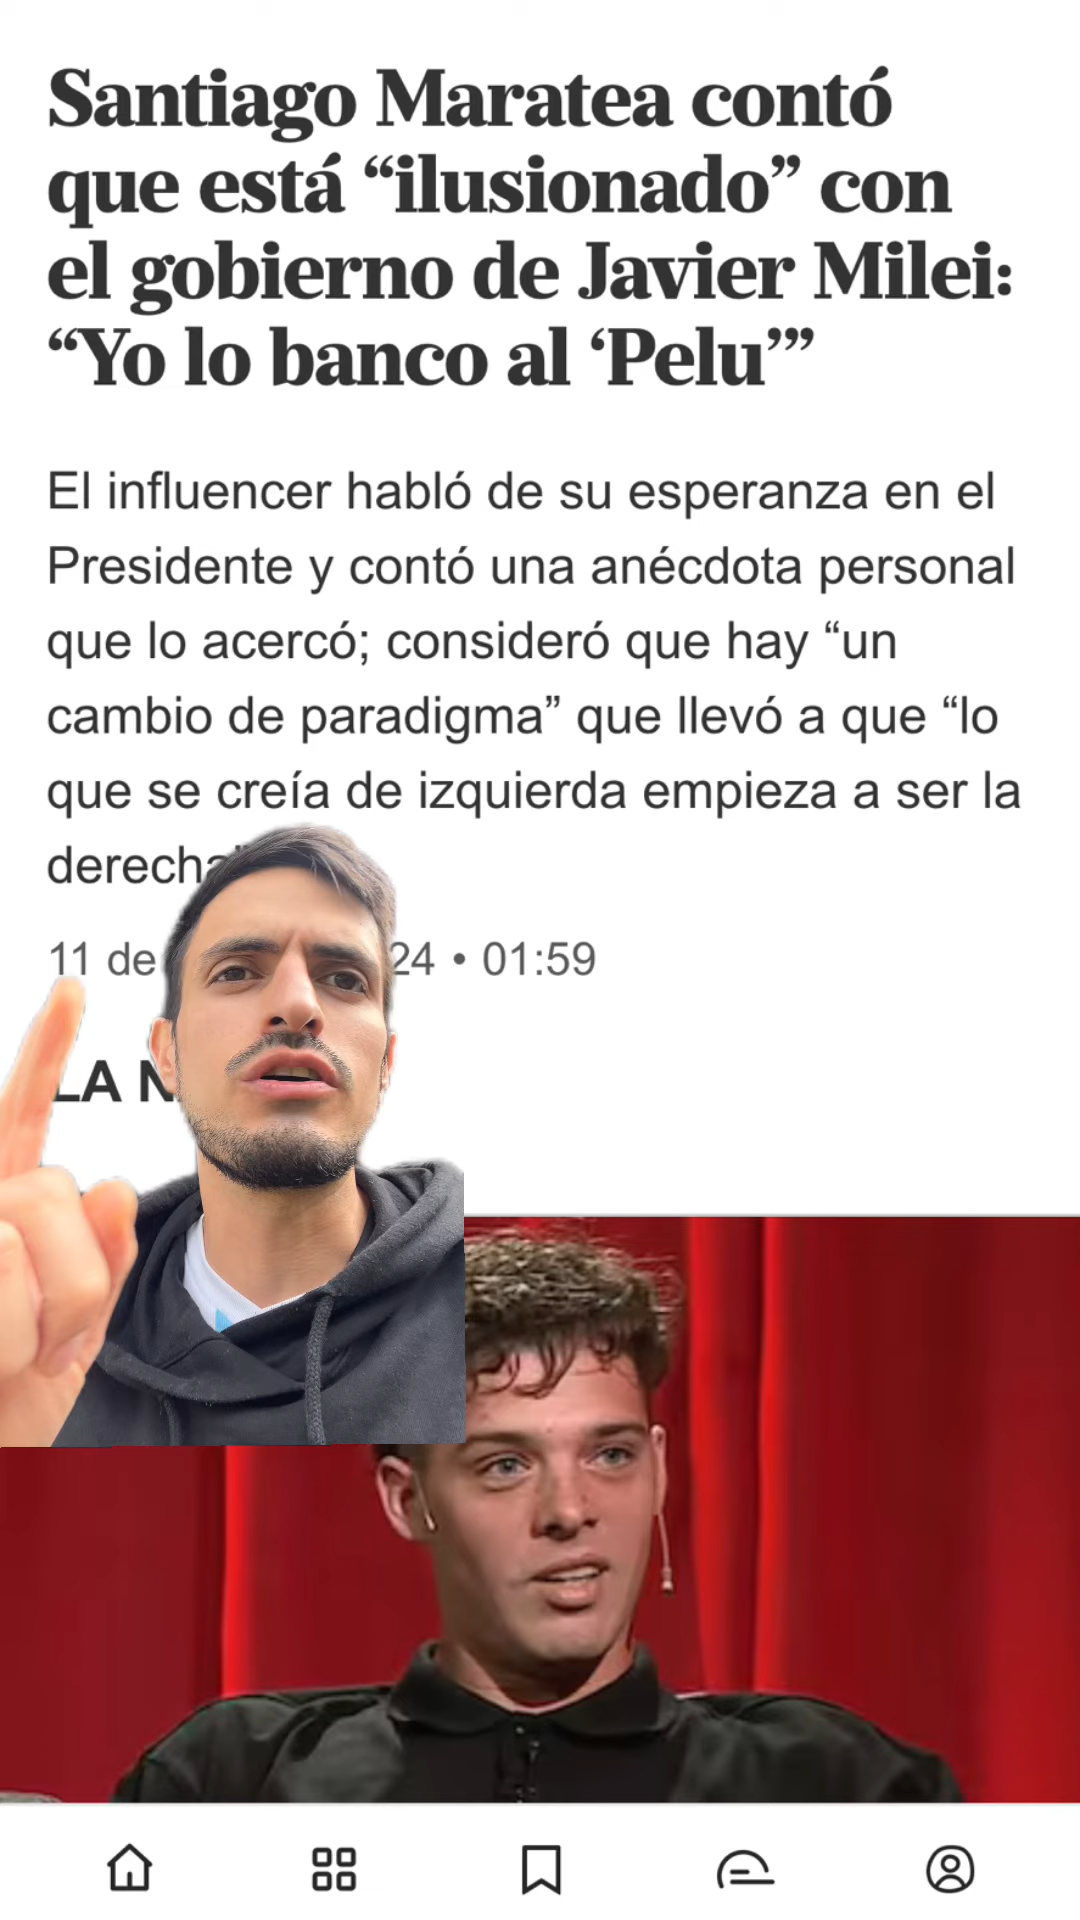 Santiago Maratea contó
que está “ilusionado” con
el gobierno de Javier Milei:
“Yo lo banco al ‘Pelu’”
El influencer habló de su esperanza en el
Presidente y contó una anécdota personal
que lo acercó; consideró que hay “un
cambio de paradigma” que llevó a que “lo
que se creía de izquierda empieza a ser la
derecha”
11 de 24 • 01:59
LA N